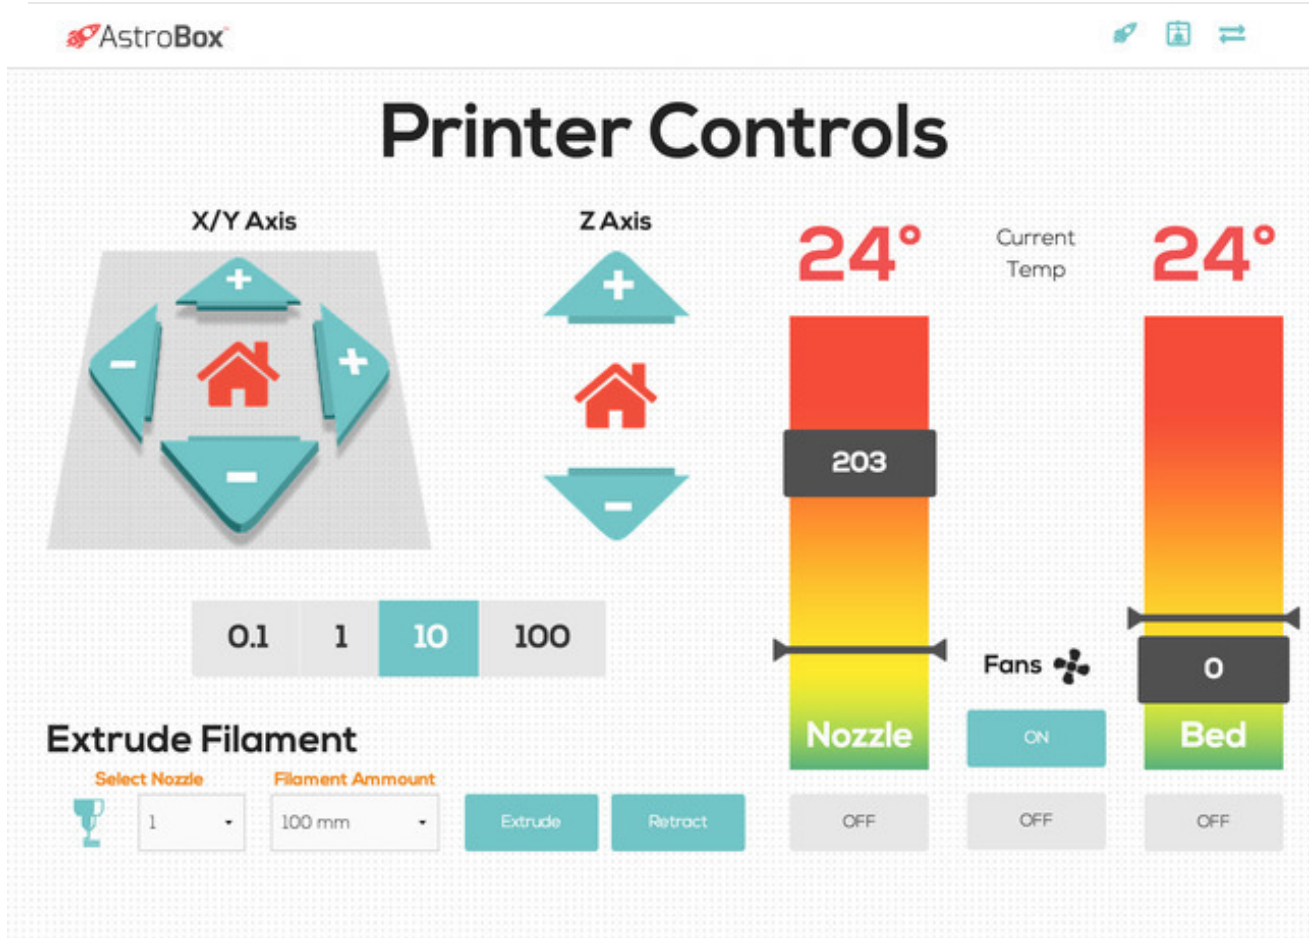 AstroBox™
Printer Controls
X/Y Axis
Z Axis
24°
Current
Temp
24°
+
-
+
-
+
-
203
0
0.1 1 10 100
Fans
Nozzle
ON
Bed
Extrude Filament
Select Nozzle
Filament Ammount
1
100 mm
Extrude
Retract
OFF
OFF
OFF